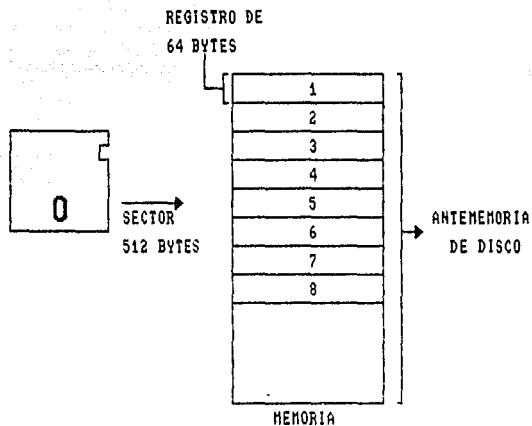 REGISTRO DE
64 BYTES
1
2
3
4
5
6
7
8
SECTOR
512 BYTES
ANTEMEMORIA
DE DISCO
MEMORIA